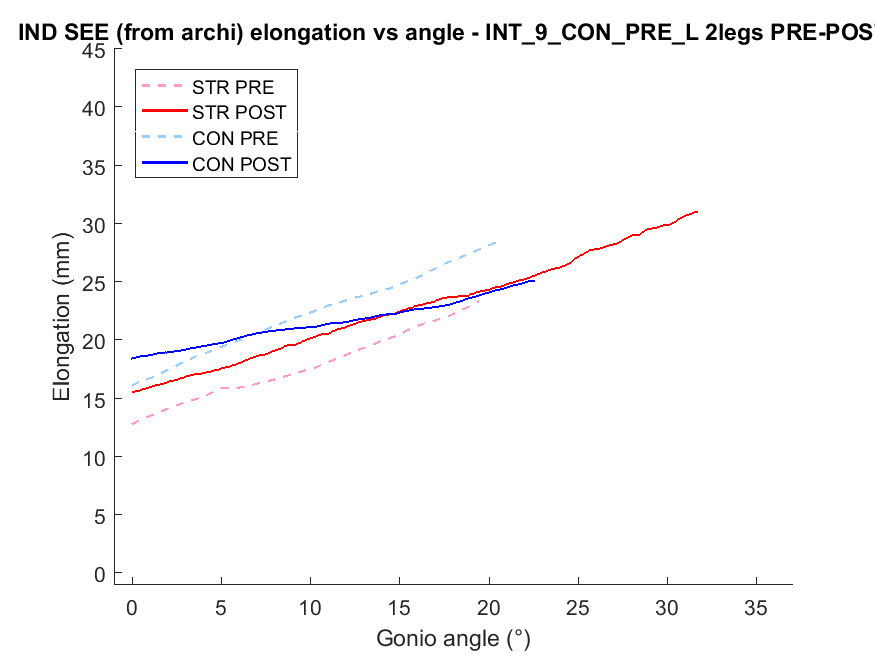 IND SEE (from archi) elongation vs angle - INT_9_CON_PRE_L 2legs PRE-POST
45
40
35
30
25
20
15
10
5
0
Elongation (mm)
STR PRE
STR POST
CON PRE
CON POST
0 5 10 15 20 25 30 35
Gonio angle (°)